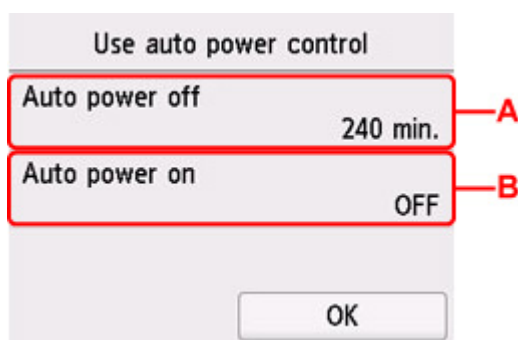 Use auto power control
Auto power off
240 min.
A
Auto power on
OFF
B
OK